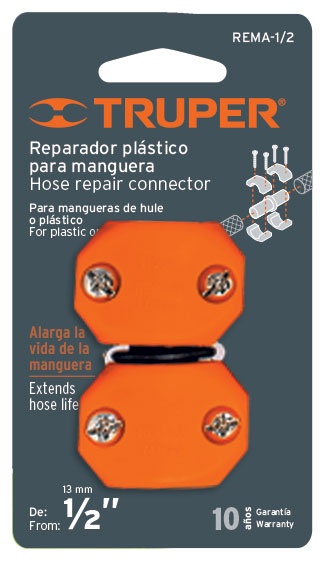 REMA-1/2
TRUPER®
Reparador plástico
para manguera
Hose repair connector
Para mangueras de hule
o plástico
For plastic o
Alarga la
vida de la
manguera
Extends
hose life
13 mm
De:
From:
1/2"
10 años
Garantía
Warranty